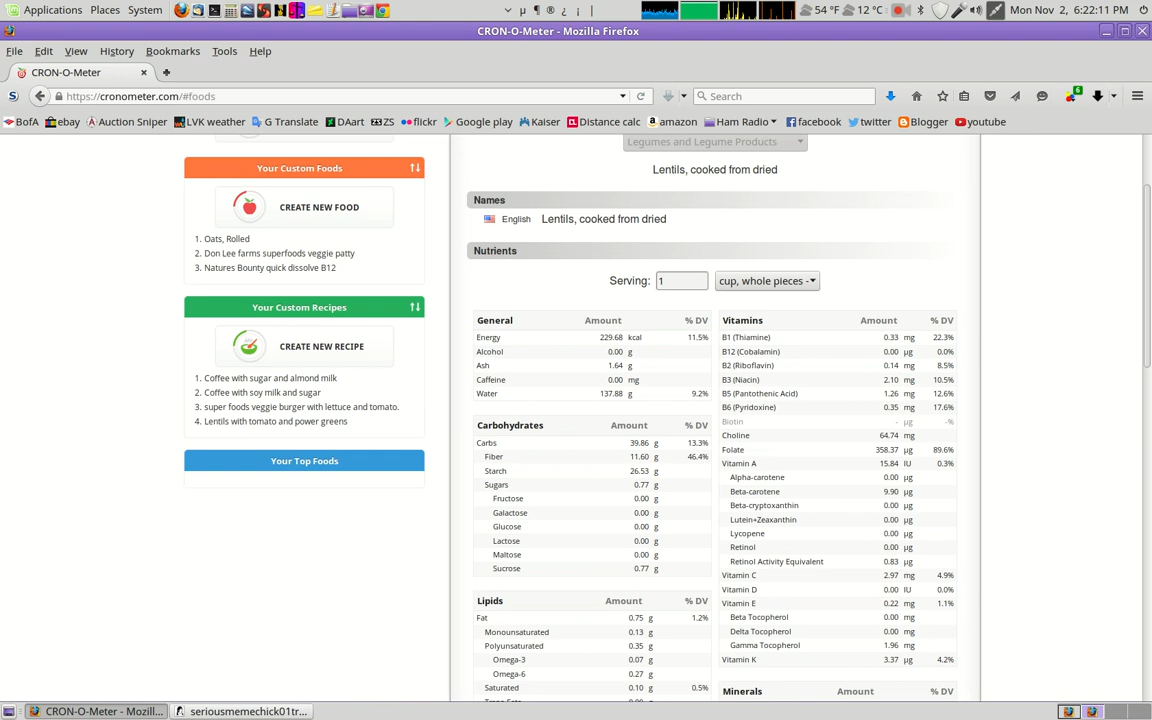 Applications Places System
54 °F 12 °C Mon Nov 2, 6:22:11 PM
CRON-O-Meter - Mozilla Firefox
File Edit View History Bookmarks Tools Help
CRON-O-Meter
https://cronometer.com/#foods Search 6
BofA ebay Auction Sniper LVK weather G Translate DAart ZS flickr Google play Kaiser Distance calc amazon Ham Radio facebook twitter Blogger youtube
Your Custom Foods
CREATE NEW FOOD
1. Oats, Rolled
2. Don Lee farms superfoods veggie patty
3. Natures Bounty quick dissolve B12
Your Custom Recipes
CREATE NEW RECIPE
1. Coffee with sugar and almond milk
2. Coffee with soy milk and sugar
3. super foods veggie burger with lettuce and tomato.
4. Lentils with tomato and power greens
Your Top Foods
Legumes and Legume Products
Lentils, cooked from dried
Names
English Lentils, cooked from dried
Nutrients
Serving: 1 cup, whole pieces -
General Amount % DV
Energy 229.68 kcal 11.5%
Alcohol 0.00 g
Ash 1.64 g
Caffeine 0.00 mg
Water 137.88 g 9.2%
Carbohydrates Amount % DV
Carbs 39.86 g 13.3%
Fiber 11.60 g 46.4%
Starch 26.53 g
Sugars 0.77 g
Fructose 0.00 g
Galactose 0.00 g
Glucose 0.00 g
Lactose 0.00 g
Maltose 0.00 g
Sucrose 0.77 g
Lipids Amount % DV
Fat 0.75 g 1.2%
Monounsaturated 0.13 g
Polyunsaturated 0.35 g
Omega-3 0.07 g
Omega-6 0.27 g
Saturated 0.10 g 0.5%
Vitamins Amount % DV
B1 (Thiamine) 0.33 mg 22.3%
B12 (Cobalamin) 0.00 µg 0.0%
B2 (Riboflavin) 0.14 mg 8.5%
B3 (Niacin) 2.10 mg 10.5%
B5 (Pantothenic Acid) 1.26 mg 12.6%
B6 (Pyridoxine) 0.35 mg 17.6%
Biotin - µg -%
Choline 64.74 mg
Folate 358.37 µg 89.6%
Vitamin A 15.84 IU 0.3%
Alpha-carotene 0.00 µg
Beta-carotene 9.90 µg
Beta-cryptoxanthin 0.00 µg
Lutein+Zeaxanthin 0.00 µg
Lycopene 0.00 µg
Retinol 0.00 µg
Retinol Activity Equivalent 0.83 µg
Vitamin C 2.97 mg 4.9%
Vitamin D 0.00 IU 0.0%
Vitamin E 0.22 mg 1.1%
Beta Tocopherol 0.00 mg
Delta Tocopherol 0.00 mg
Gamma Tocopherol 1.96 mg
Vitamin K 3.37 µg 4.2%
Minerals Amount % DV
CRON-O-Meter - Mozill... seriousmemechick01tr...